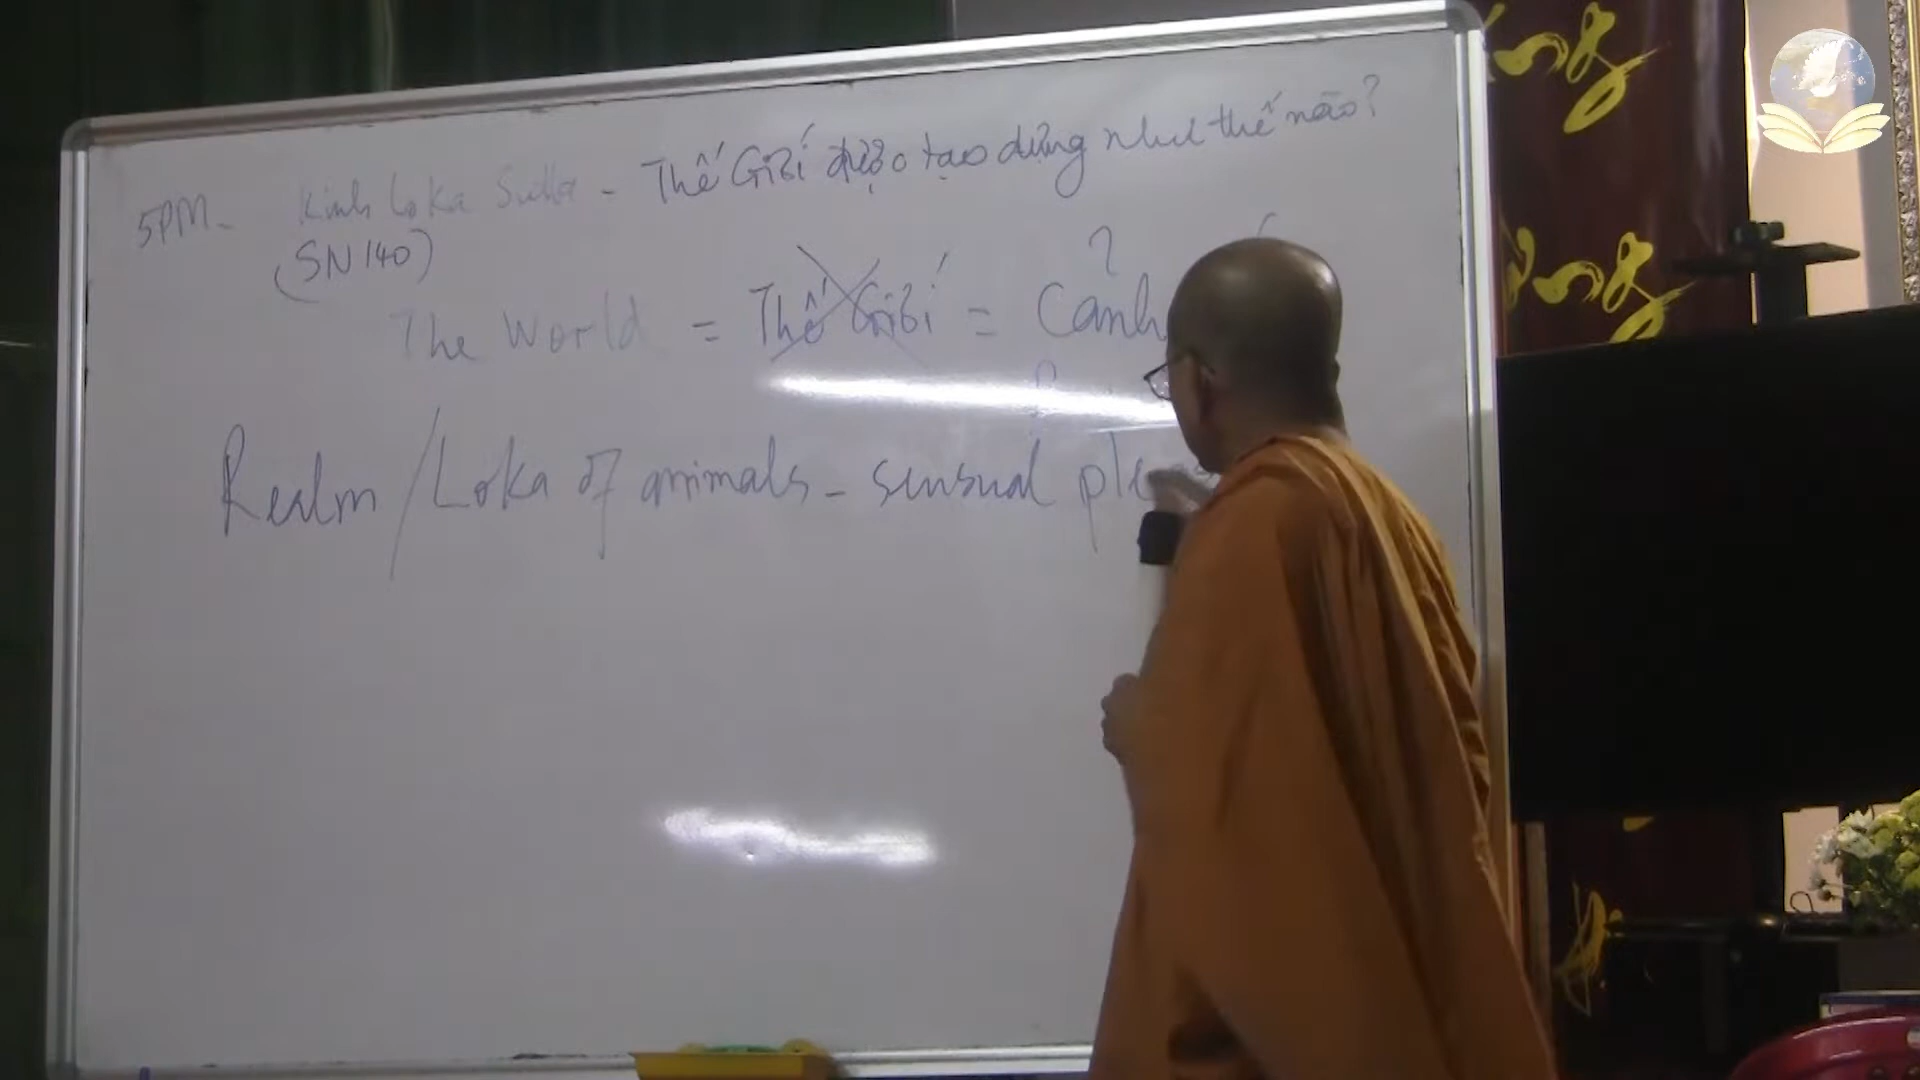 5PM - Kinh Loka Sutta - Thế Giới được tạo dựng như thế nào?
(SN 140)
The World = Thế Giới = Cảnh
Realm / Loka of animals - sensual ple